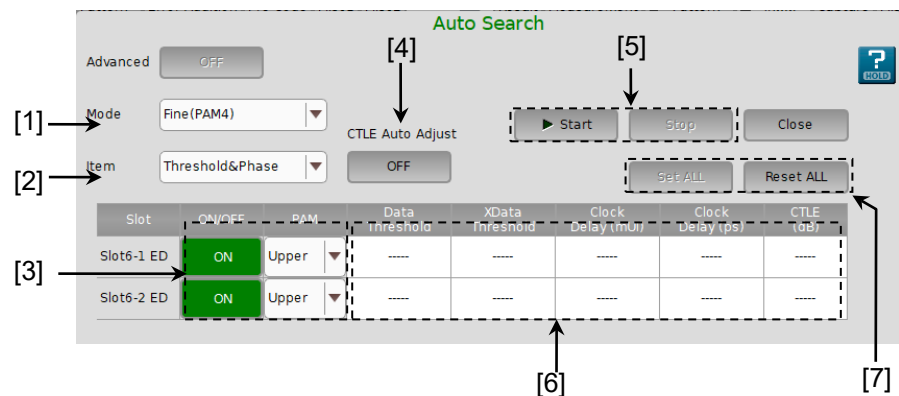 Auto Search
[4]
[5]
Advanced OFF
? HOLD
[1] Mode Fine(PAM4)
CTLE Auto Adjust
Start Stop Close
[2] Item Threshold&Phase OFF
Set ALL Reset ALL
Slot ON/OFF PAM Data Threshold XData Threshold Clock Delay (mUI) Clock Delay (ps) CTLE (dB)
[3]
Slot6-1 ED ON Upper ----- ----- ----- ----- -----
Slot6-2 ED ON Upper ----- ----- ----- ----- -----
[6]
[7]